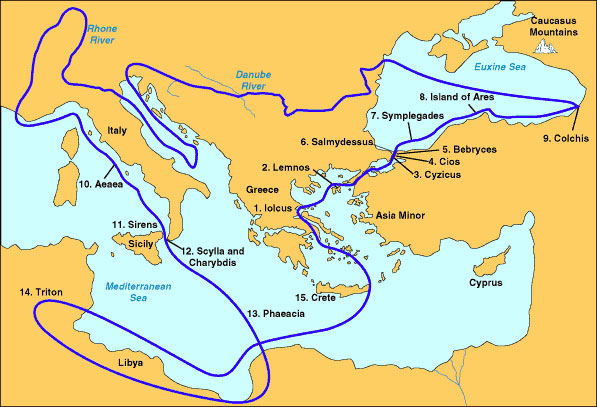 Caucasus
Mountains
Rhone
River
Euxine Sea
Danube
River
8. Island of Ares
7. Symplegades
Italy
6. Salmydessus
9. Colchis
5. Bebryces
4. Cios
3. Cyzicus
2. Lemnos
10. Aeaea
Greece
1. Iolcus
Asia Minor
11. Sirens
Sicily
12. Scylla and
Charybdis
Cyprus
Mediterranean
Sea
14. Triton
15. Crete
13. Phaeacia
Libya